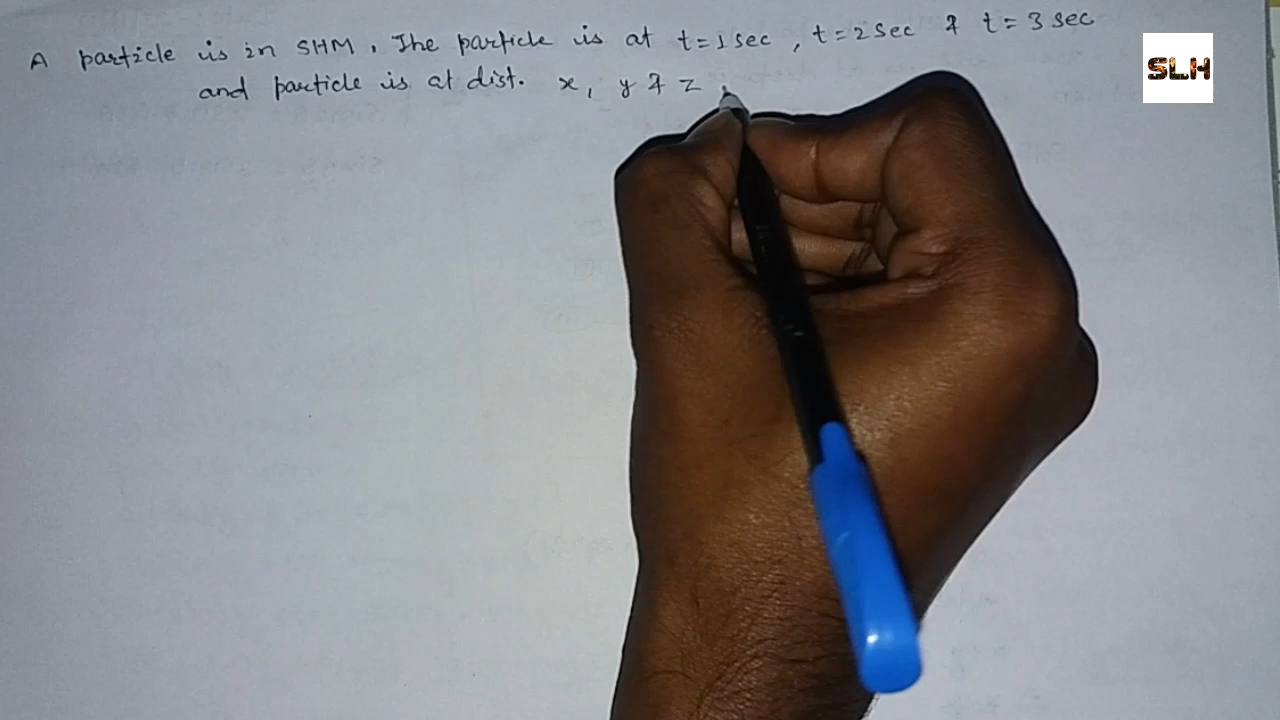 A particle is in SHM, The particle is at t=1 sec, t=2 sec & t=3 sec
and particle is at dist. x, y & z
SLH